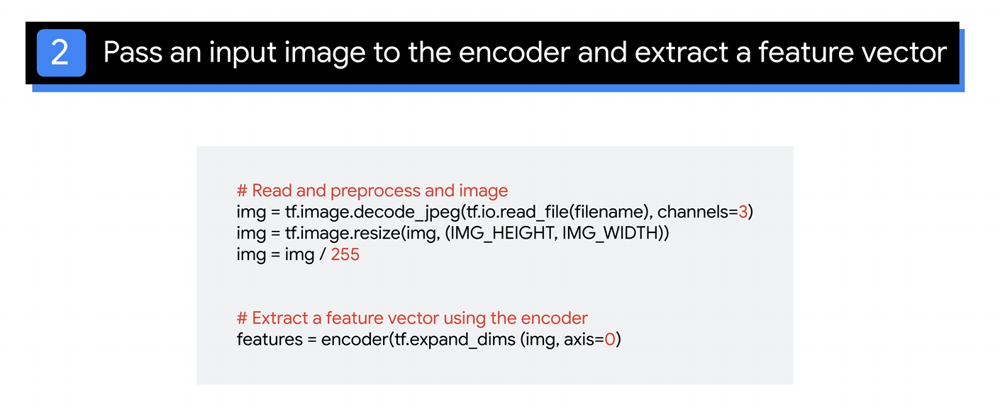 2 Pass an input image to the encoder and extract a feature vector
# Read and preprocess and image
img = tf.image.decode_jpeg(tf.io.read_file(filename), channels=3)
img = tf.image.resize(img, (IMG_HEIGHT, IMG_WIDTH))
img = img / 255
# Extract a feature vector using the encoder
features = encoder(tf.expand_dims (img, axis=0)